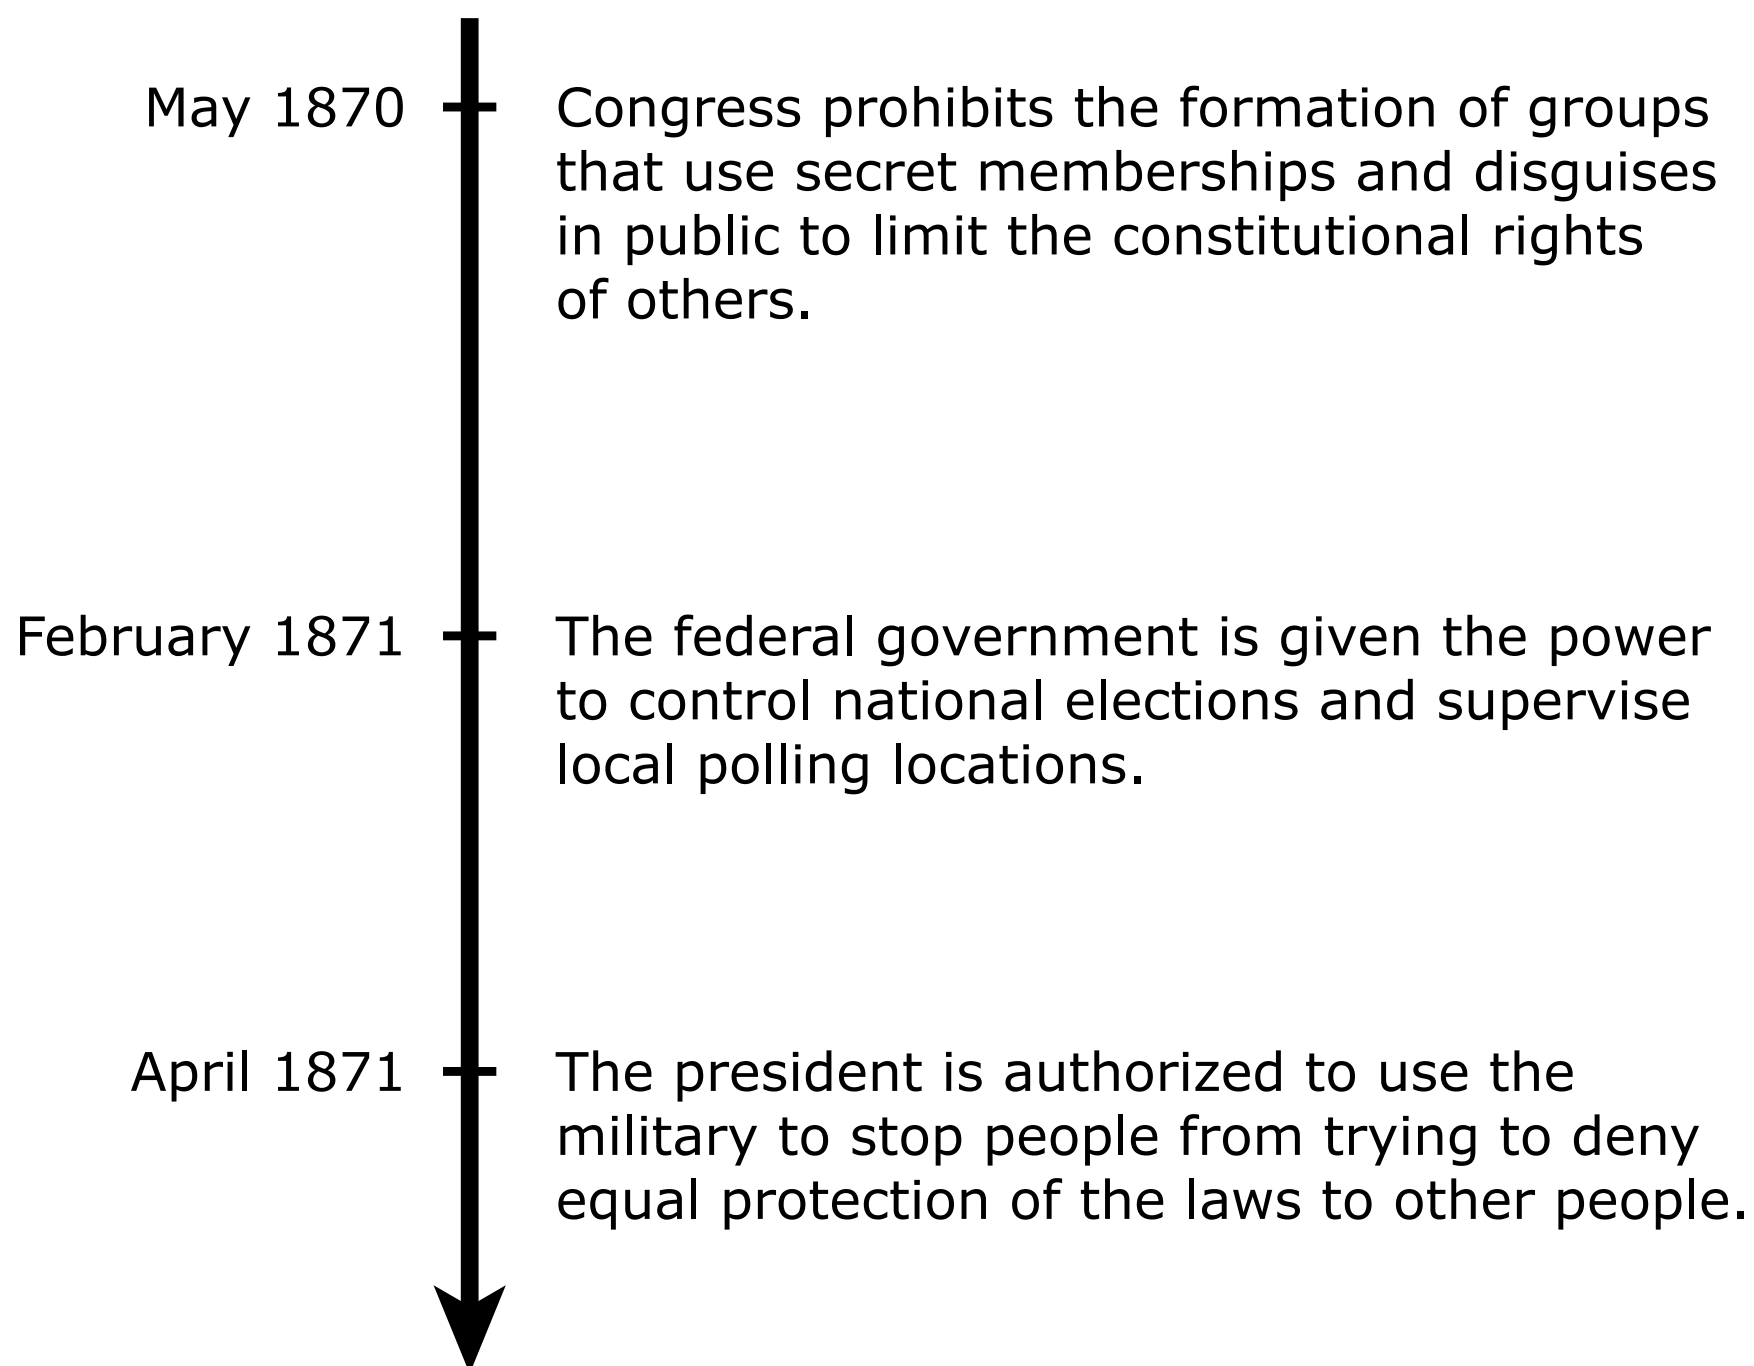 May 1870
Congress prohibits the formation of groups
that use secret memberships and disguises
in public to limit the constitutional rights
of others.
February 1871
The federal government is given the power
to control national elections and supervise
local polling locations.
April 1871
The president is authorized to use the
military to stop people from trying to deny
equal protection of the laws to other people.